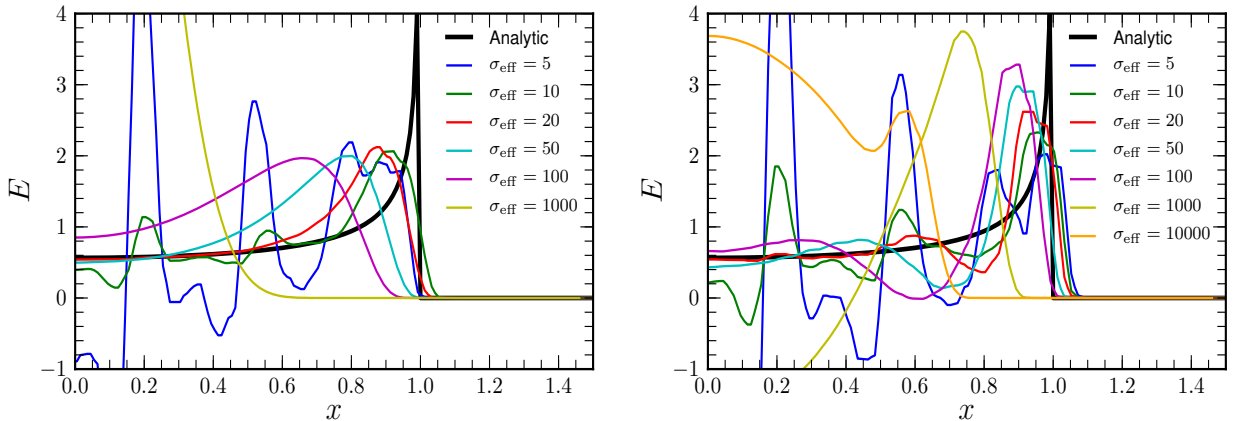 4
3
2
1
0
−1
E
0.0 0.2 0.4 0.6 0.8 1.0 1.2 1.4
x
Analytic
σeff = 5
σeff = 10
σeff = 20
σeff = 50
σeff = 100
σeff = 1000
4
3
2
1
0
−1
E
0.0 0.2 0.4 0.6 0.8 1.0 1.2 1.4
x
Analytic
σeff = 5
σeff = 10
σeff = 20
σeff = 50
σeff = 100
σeff = 1000
σeff = 10000